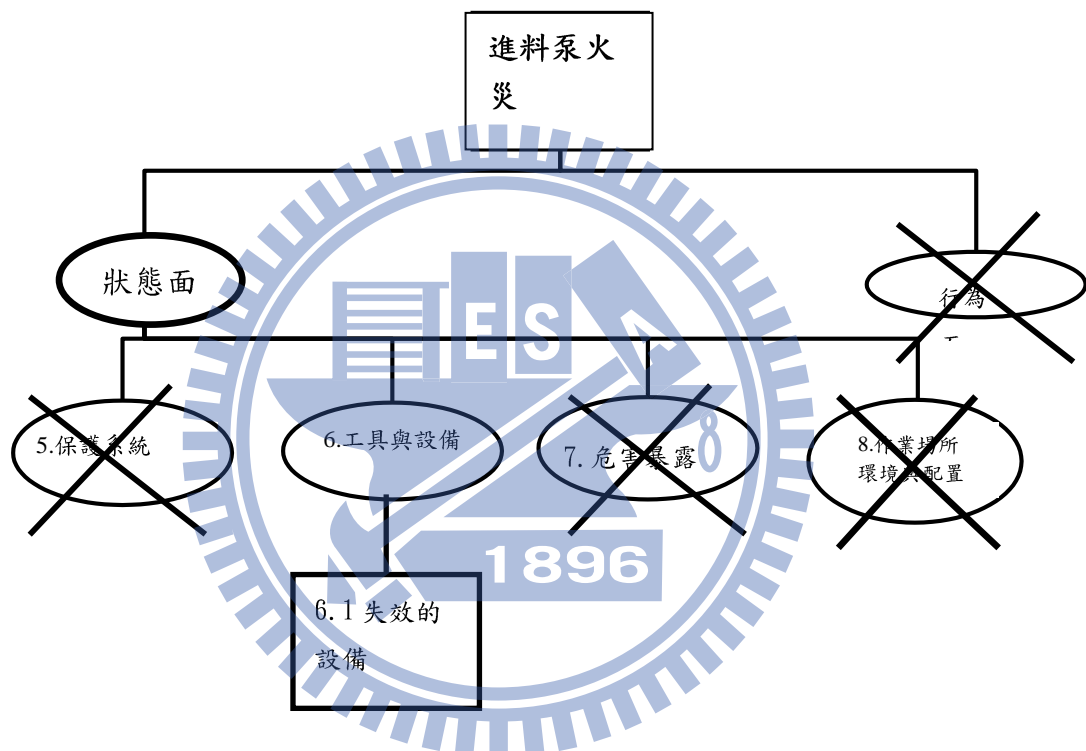 進料泵火
災
狀態面
行為
5.保護系統
6.工具與設備
7.危害暴露
8.作業場所
環境與配置
6.1失效的
設備
ES
1896